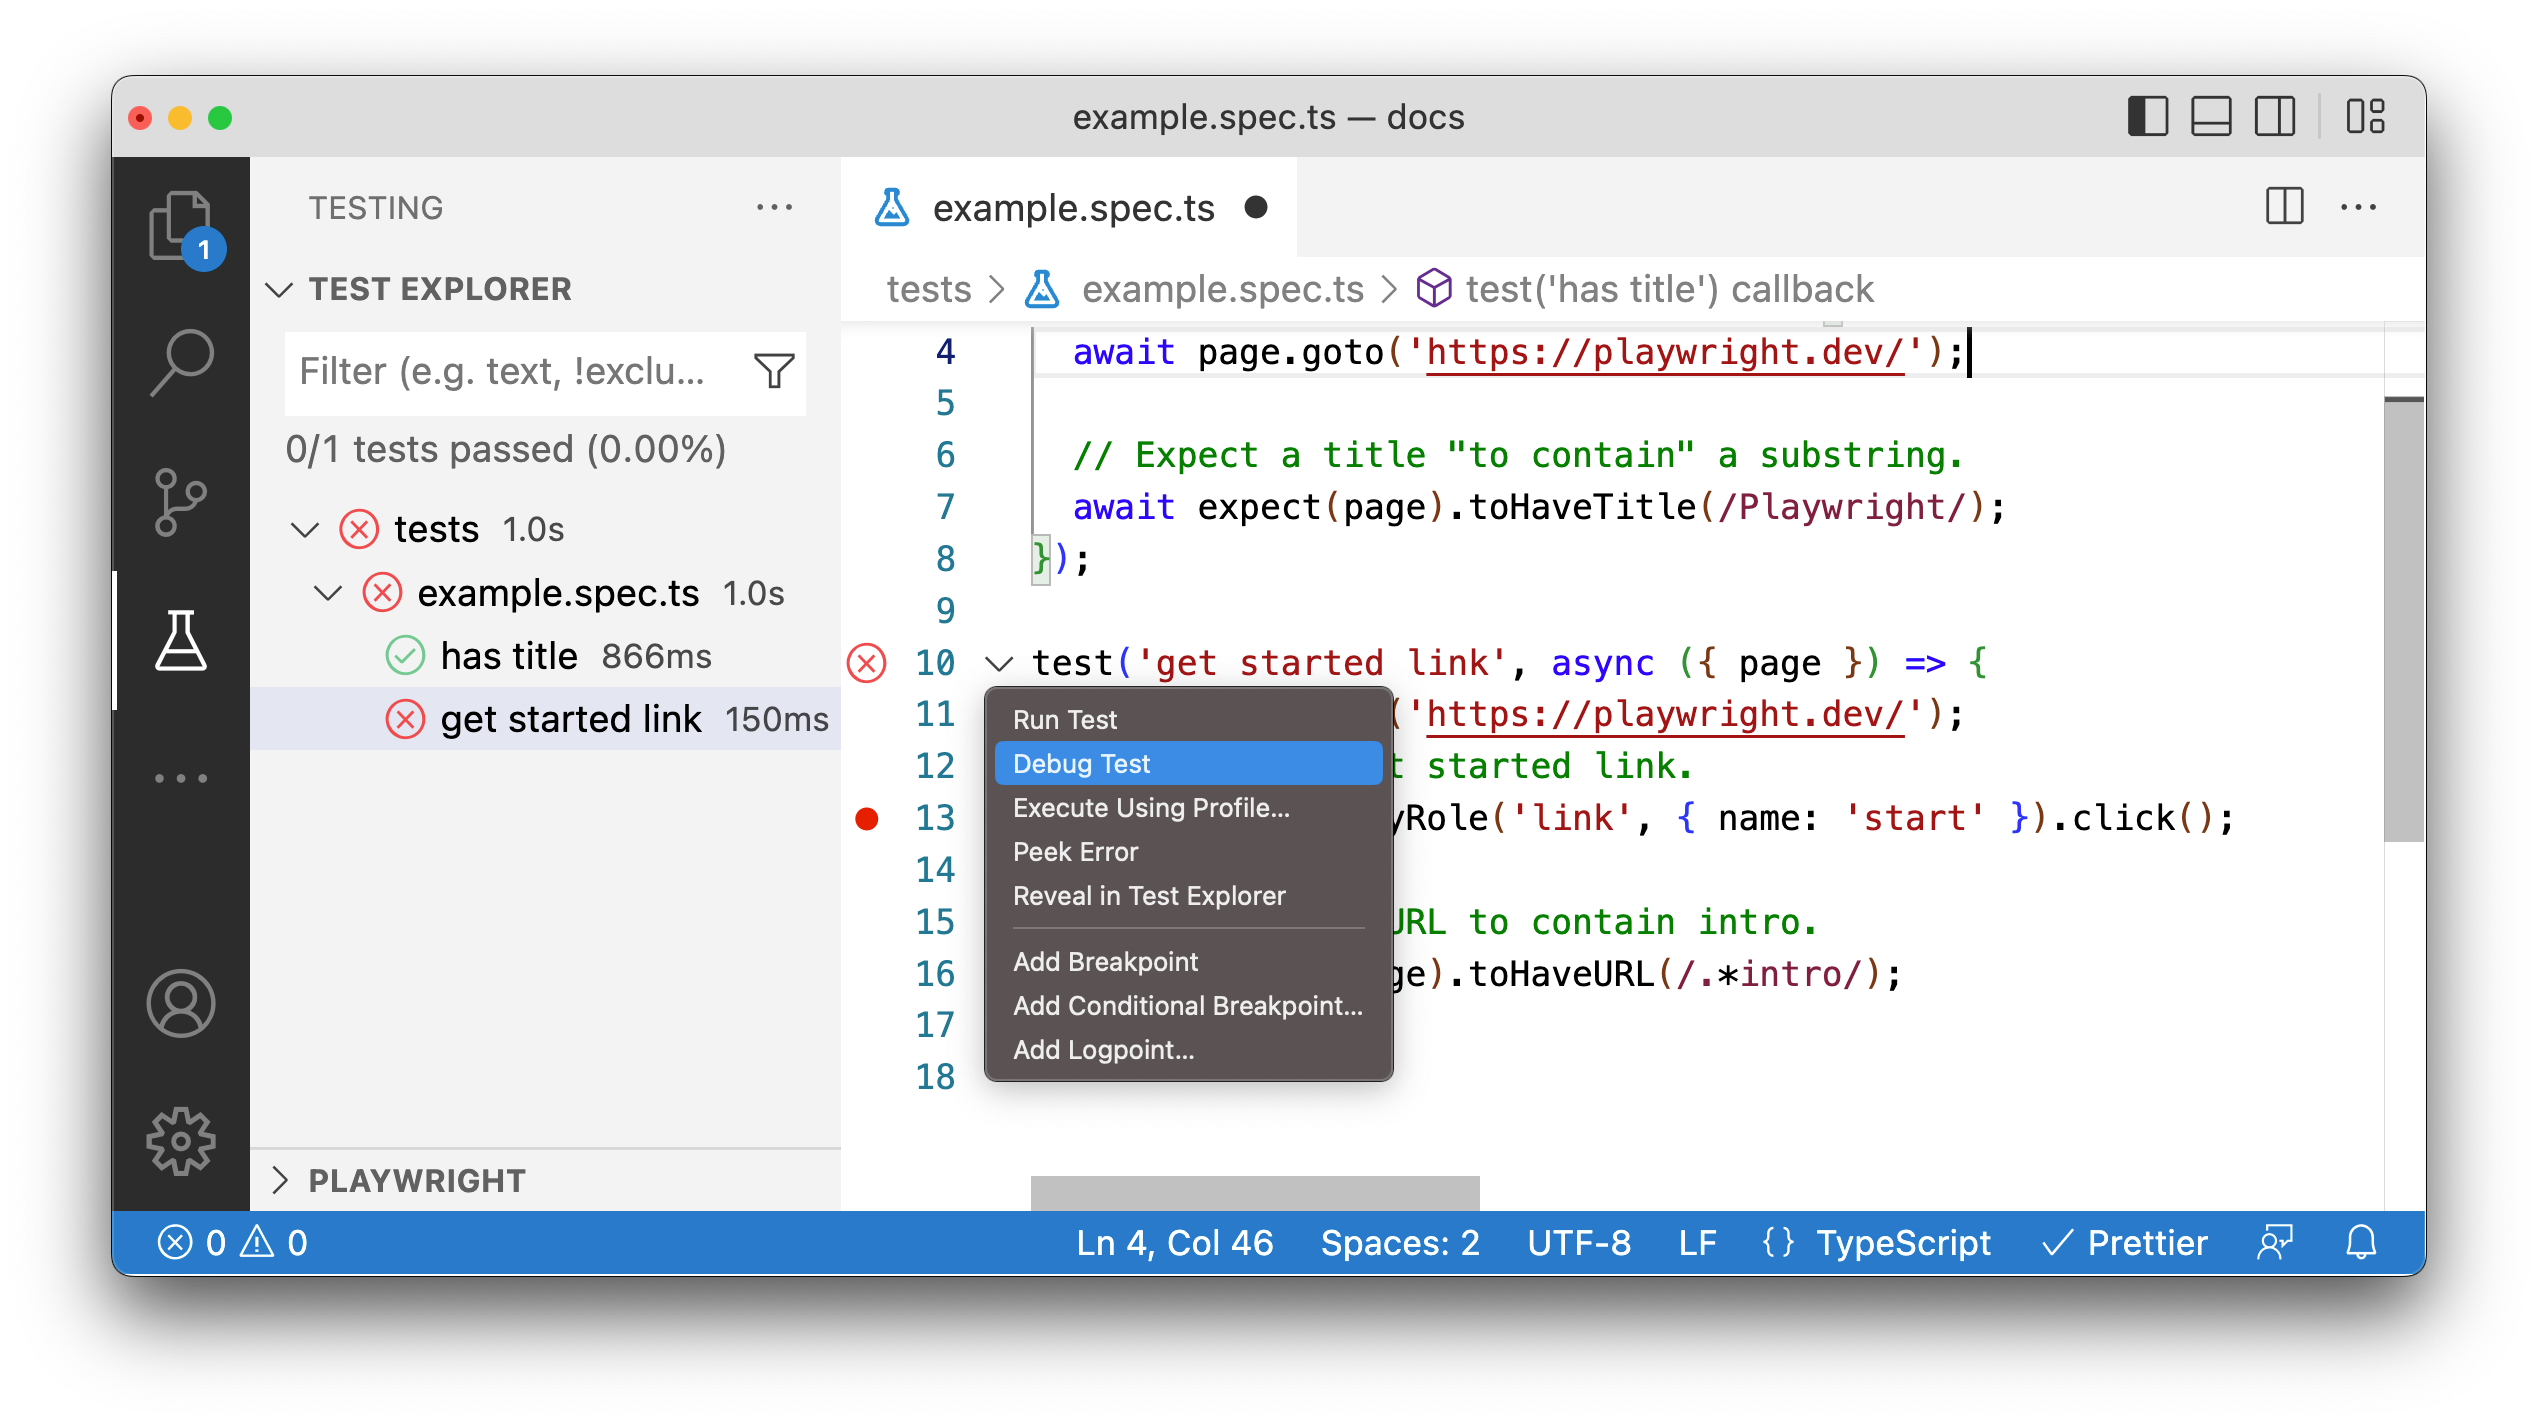 example.spec.ts — docs
1
TESTING
TEST EXPLORER
Filter (e.g. text, !exclu...
0/1 tests passed (0.00%)
tests 1.0s
example.spec.ts 1.0s
has title 866ms
get started link 150ms
PLAYWRIGHT
example.spec.ts
tests > example.spec.ts > test('has title') callback
4 await page.goto('https://playwright.dev/');
5
6 // Expect a title "to contain" a substring.
7 await expect(page).toHaveTitle(/Playwright/);
8 });
9
10 test('get started link', async ({ page }) => {
11 ('https://playwright.dev/');
12 t started link.
13 yRole('link', { name: 'start' }).click();
14
15 URL to contain intro.
16 ge).toHaveURL(/.*intro/);
17
18
Run Test
Debug Test
Execute Using Profile...
Peek Error
Reveal in Test Explorer
Add Breakpoint
Add Conditional Breakpoint...
Add Logpoint...
0 0 Ln 4, Col 46 Spaces: 2 UTF-8 LF {} TypeScript Prettier